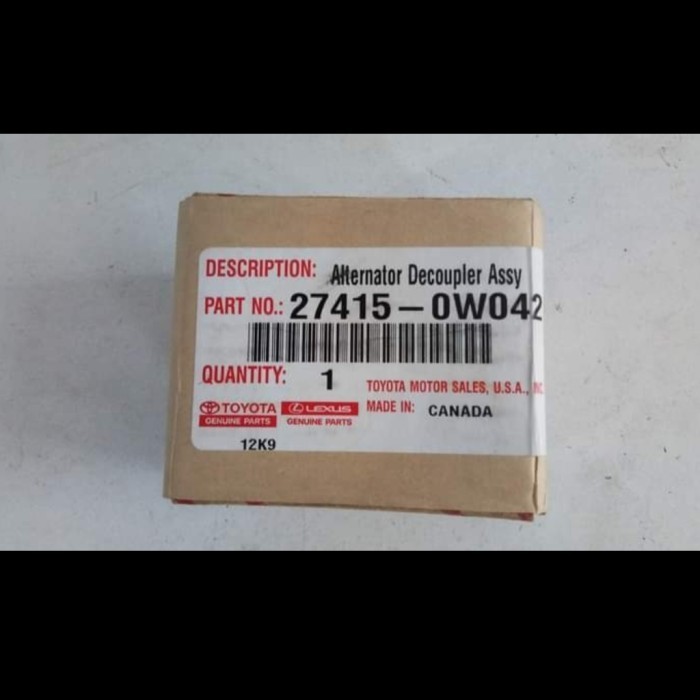 DESCRIPTION: Alternator Decoupler Assy
PART NO.: 27415-0W042
QUANTITY: 1
TOYOTA MOTOR SALES, U.S.A.,
TOYOTA
GENUINE PARTS
LEXUS
GENUINE PARTS
MADE IN: CANADA
12K9